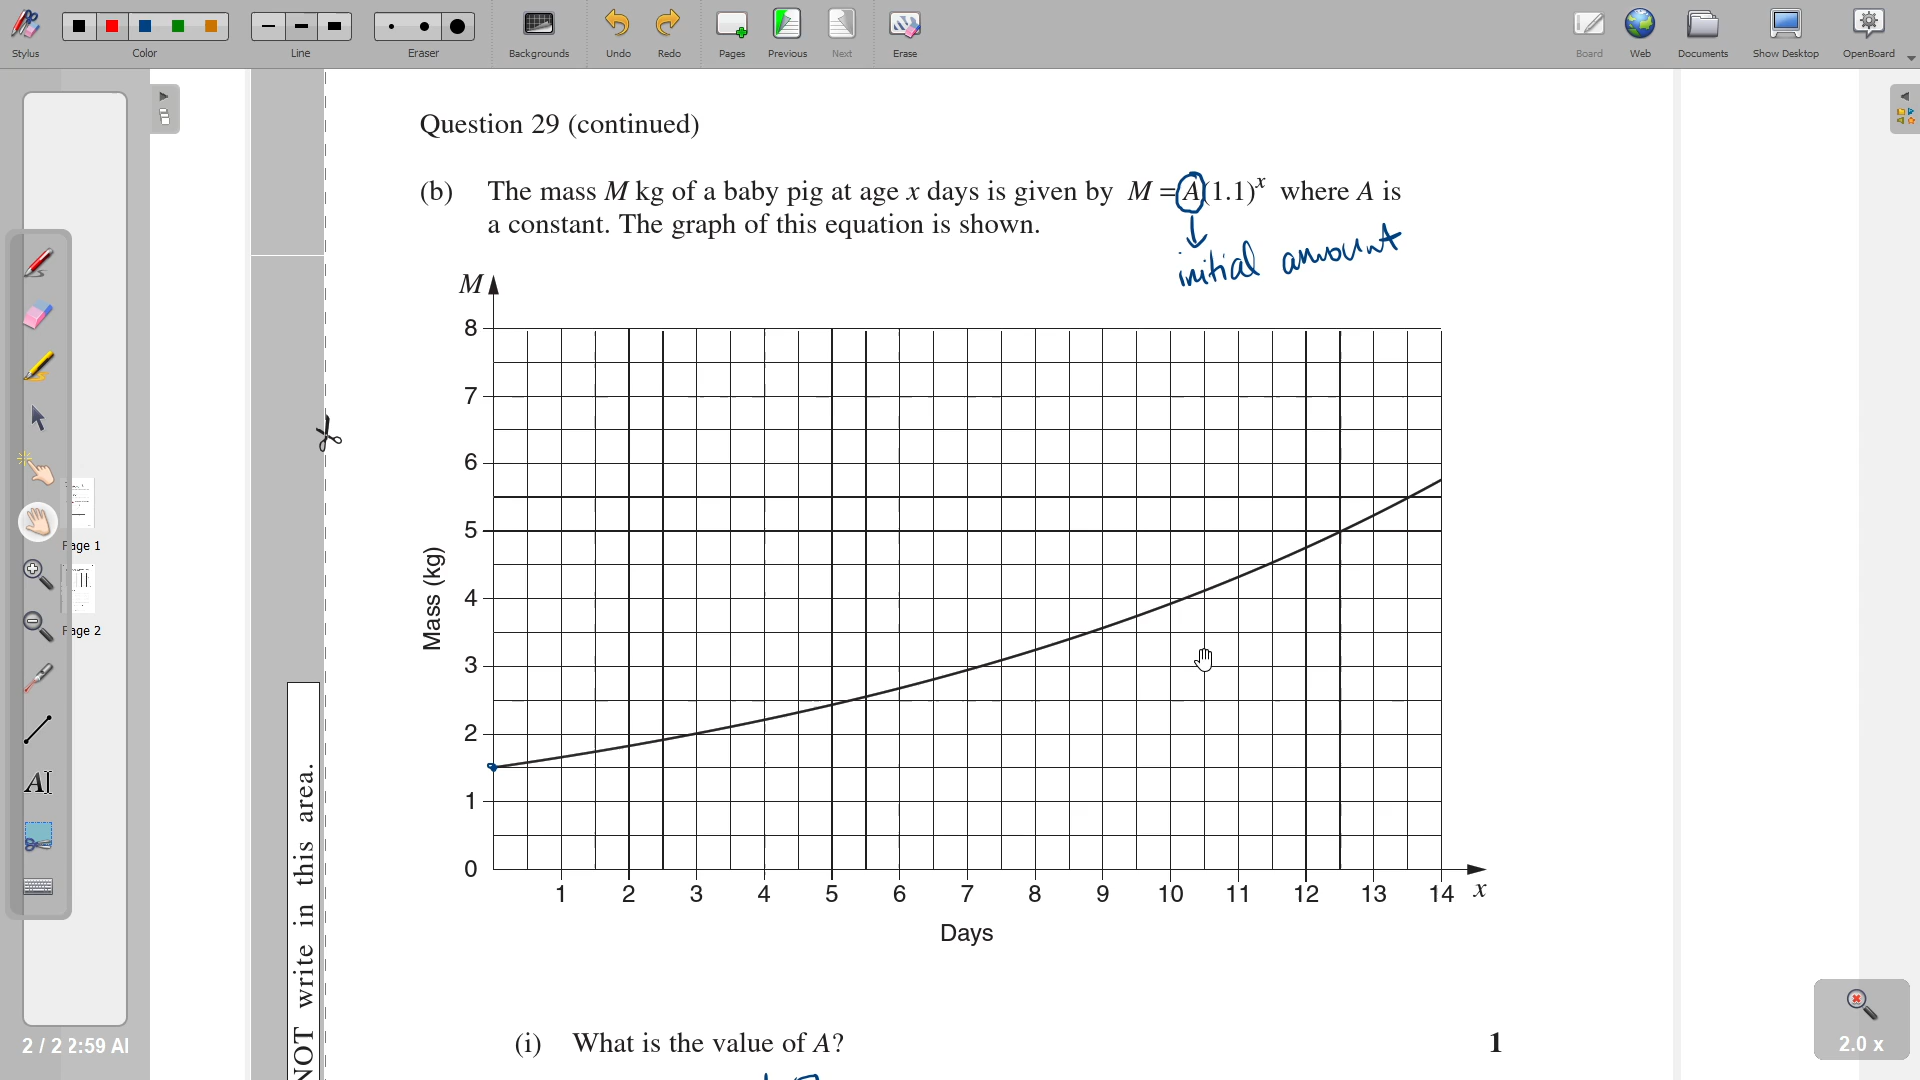 Stylus
Color
Line
Eraser
Backgrounds
Undo
Redo
Pages
Previous
Next
Erase
Board
Web
Documents
Show Desktop
OpenBoard
Question 29 (continued)
(b) The mass M kg of a baby pig at age x days is given by M = A(1.1)^x where A is
a constant. The graph of this equation is shown.
initial amount
M
8
7
6
5
4
3
2
1
0
Mass (kg)
1 2 3 4 5 6 7 8 9 10 11 12 13 14 x
Days
(i) What is the value of A? 1
NOT write in this area.
Page 1
Page 2
2 / 2 2:59 AM
2.0 x